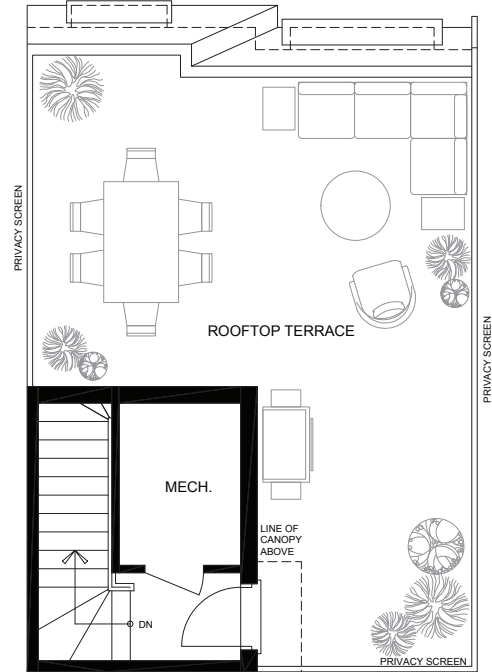 PRIVACY SCREEN
ROOFTOP TERRACE
PRIVACY SCREEN
MECH.
LINE OF
CANOPY
ABOVE
DN
PRIVACY SCREEN